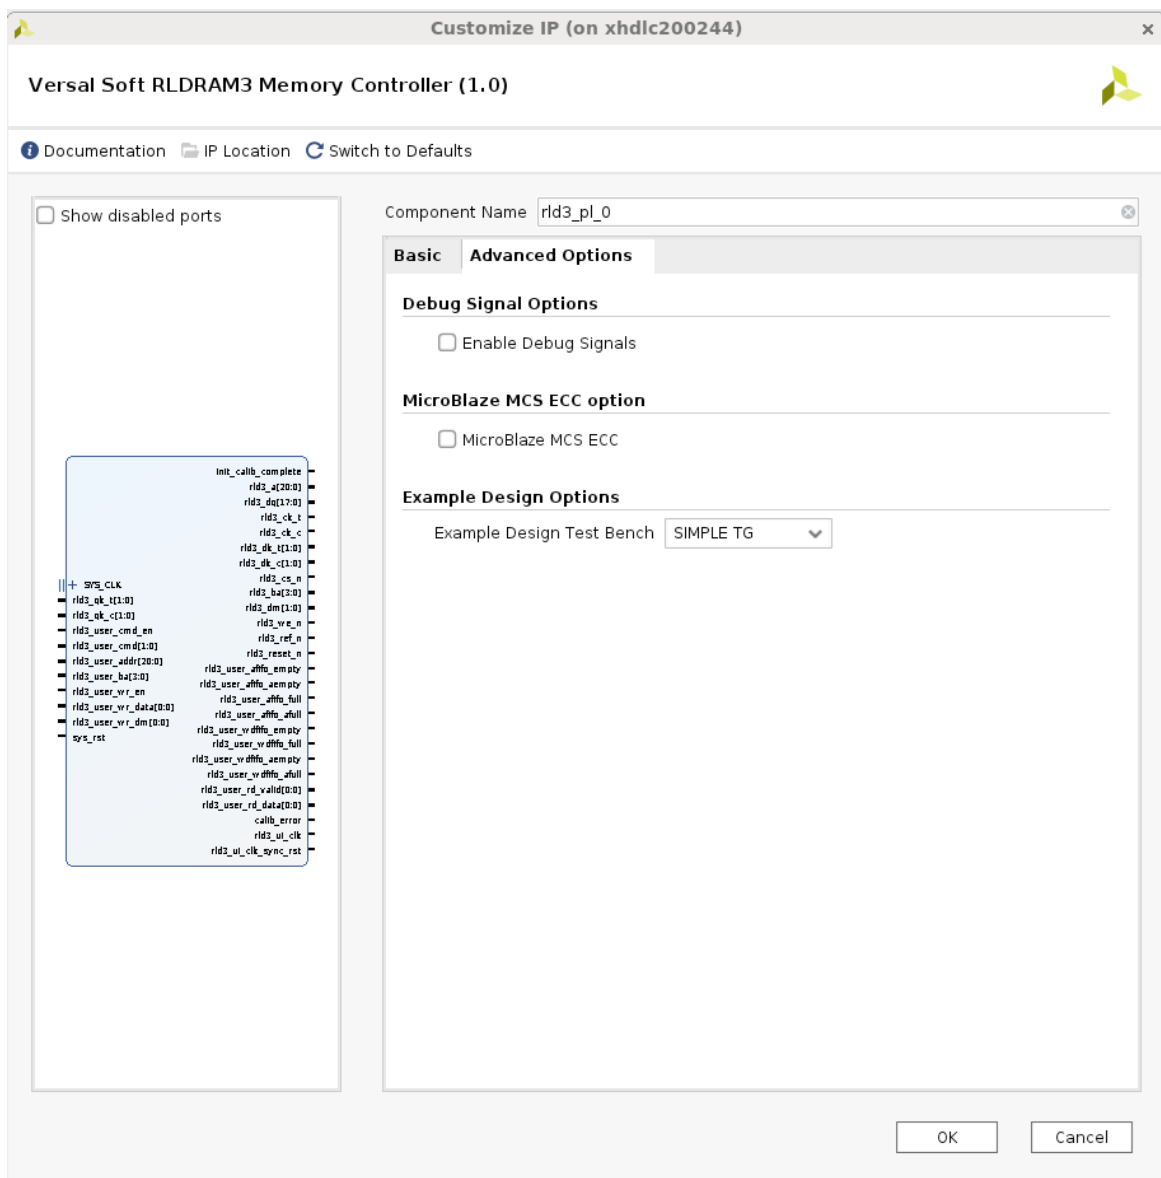 Customize IP (on xhdlc200244)
Versal Soft RLDRAM3 Memory Controller (1.0)
Documentation IP Location Switch to Defaults
Show disabled ports
init_calib_complete
rld3_a[20:0]
rld3_dq[17:0]
rld3_ck_t
rld3_ck_c
rld3_dk_t[1:0]
rld3_dk_c[1:0]
rld3_cs_n
rld3_ba[3:0]
rld3_dm[1:0]
rld3_we_n
rld3_ref_n
rld3_reset_n
rld3_user_afifo_empty
rld3_user_afifo_aempty
rld3_user_afifo_full
rld3_user_afifo_afull
rld3_user_wdfifo_empty
rld3_user_wdfifo_full
rld3_user_wdfifo_aempty
rld3_user_wdfifo_afull
rld3_user_rd_valid[0:0]
rld3_user_rd_data[0:0]
calib_error
rld3_ui_clk
rld3_ui_clk_sync_rst
SYS_CLK
rld3_qk_t[1:0]
rld3_qk_c[1:0]
rld3_user_cmd_en
rld3_user_cmd[1:0]
rld3_user_addr[20:0]
rld3_user_ba[3:0]
rld3_user_wr_en
rld3_user_wr_data[0:0]
rld3_user_wr_dm[0:0]
sys_rst
Component Name rld3_pl_0
Basic Advanced Options
Debug Signal Options
Enable Debug Signals
MicroBlaze MCS ECC option
MicroBlaze MCS ECC
Example Design Options
Example Design Test Bench SIMPLE TG
OK Cancel